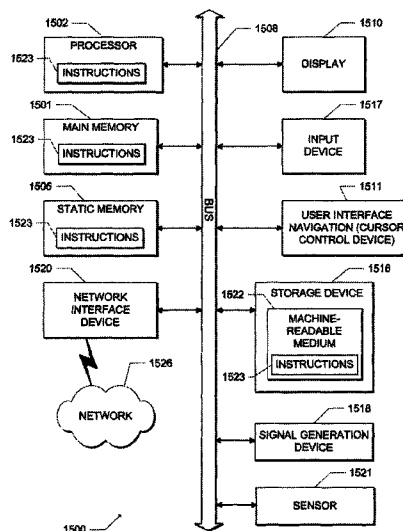 1502
1508
1510
PROCESSOR
1523
INSTRUCTIONS
DISPLAY
1501
1517
MAIN MEMORY
1523
INSTRUCTIONS
INPUT
DEVICE
1506
1511
STATIC MEMORY
1523
INSTRUCTIONS
BUS
USER INTERFACE
NAVIGATION (CURSOR
CONTROL DEVICE)
1520
1516
NETWORK
INTERFACE
DEVICE
STORAGE DEVICE
1522
MACHINE-
READABLE
MEDIUM
1523
INSTRUCTIONS
1526
NETWORK
1518
SIGNAL GENERATION
DEVICE
1521
SENSOR
1500